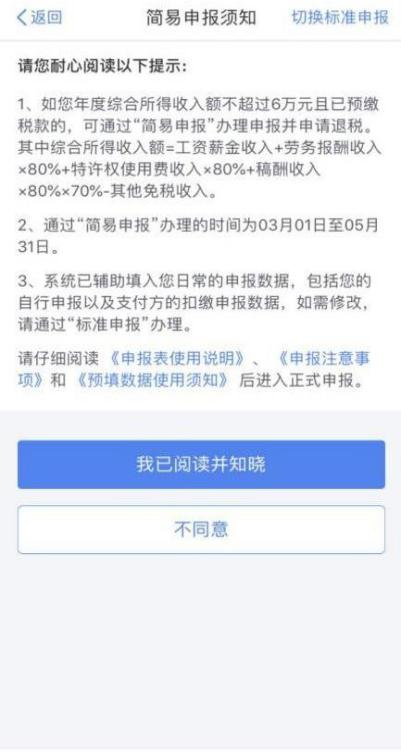 返回 简易申报须知 切换标准申报
请您耐心阅读以下提示：
1、如您年度综合所得收入额不超过6万元且已预缴
税款的，可通过“简易申报”办理申报并申请退税。
其中综合所得收入额=工资薪金收入+劳务报酬收入
×80%+特许权使用费收入×80%+稿酬收入
×80%×70%-其他免税收入。
2、通过“简易申报”办理的时间为03月01日至05月
31日。
3、系统已辅助填入您日常的申报数据，包括您的
自行申报以及支付方的扣缴申报数据，如需修改，
请通过“标准申报”办理。
请仔细阅读《申报表使用说明》、《申报注意事
项》和《预填数据使用须知》后进入正式申报。
我已阅读并知晓
不同意